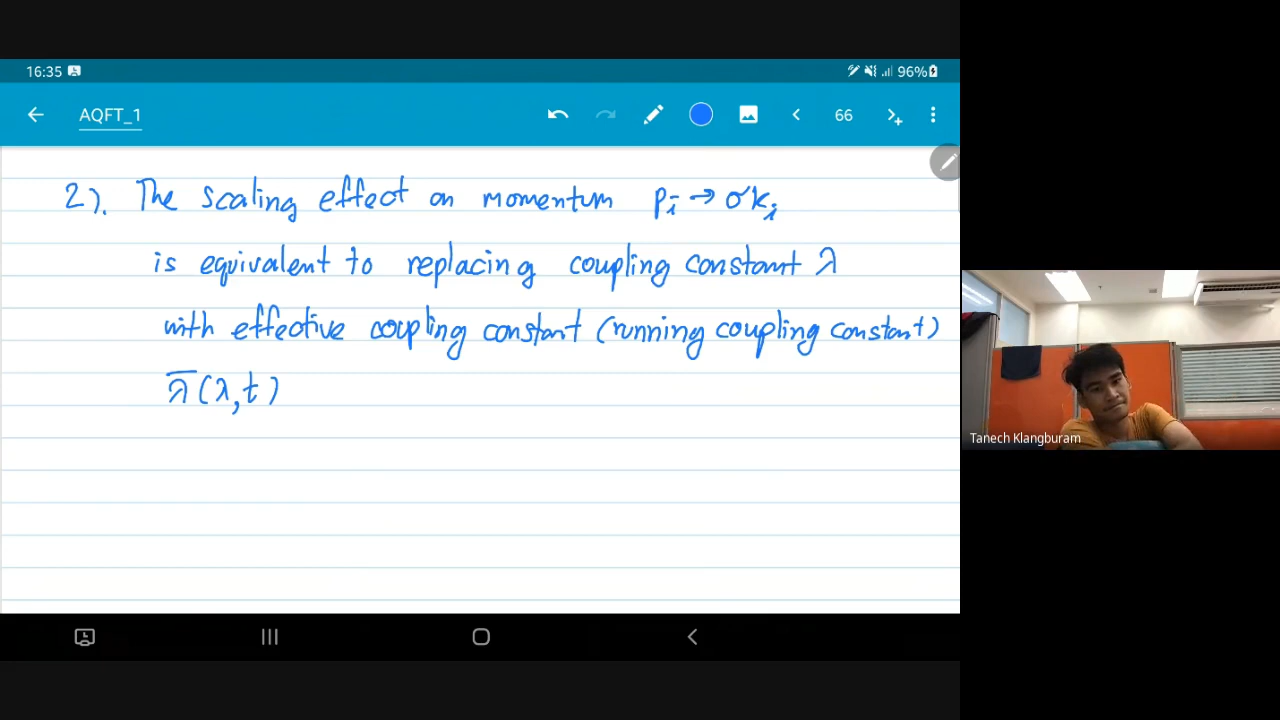 16:35
96%
AQFT_1
66
2). The scaling effect on momentum pᵢ → σkᵢ
is equivalent to replacing coupling constant λ
with effective coupling constant (running coupling constant)
λ̅(λ,t)
Tanech Klangburam